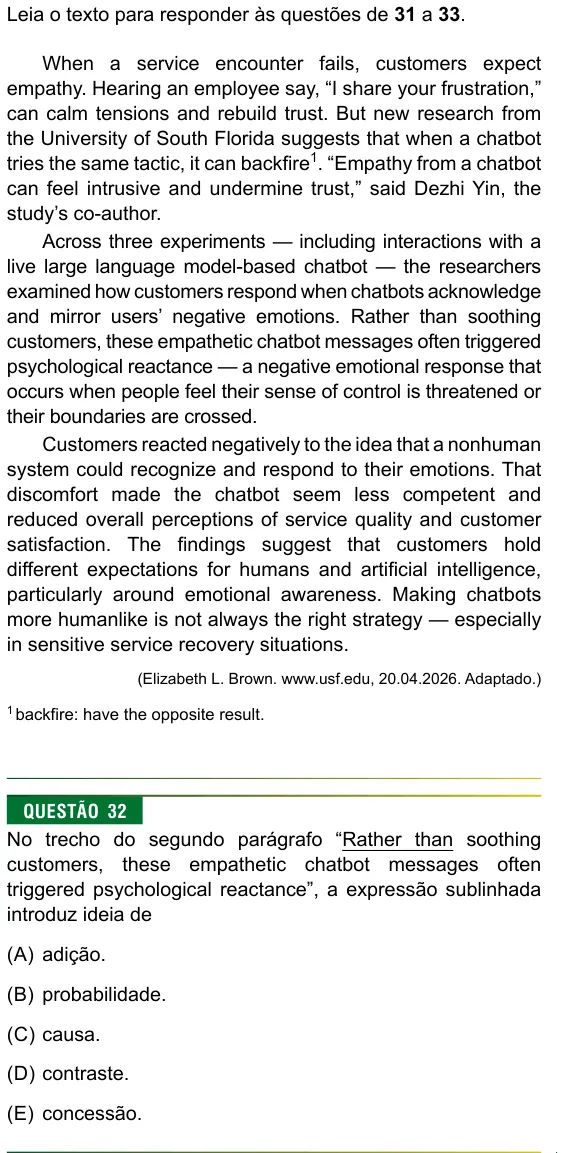 Leia o texto para responder às questões de 31 a 33.
When a service encounter fails, customers expect
empathy. Hearing an employee say, “I share your frustration,”
can calm tensions and rebuild trust. But new research from
the University of South Florida suggests that when a chatbot
tries the same tactic, it can backfire¹. “Empathy from a chatbot
can feel intrusive and undermine trust,” said Dezhi Yin, the
study’s co-author.
Across three experiments — including interactions with a
live large language model-based chatbot — the researchers
examined how customers respond when chatbots acknowledge
and mirror users’ negative emotions. Rather than soothing
customers, these empathetic chatbot messages often triggered
psychological reactance — a negative emotional response that
occurs when people feel their sense of control is threatened or
their boundaries are crossed.
Customers reacted negatively to the idea that a nonhuman
system could recognize and respond to their emotions. That
discomfort made the chatbot seem less competent and
reduced overall perceptions of service quality and customer
satisfaction. The findings suggest that customers hold
different expectations for humans and artificial intelligence,
particularly around emotional awareness. Making chatbots
more humanlike is not always the right strategy — especially
in sensitive service recovery situations.
(Elizabeth L. Brown. www.usf.edu, 20.04.2026. Adaptado.)
¹ backfire: have the opposite result.
QUESTÃO 32
No trecho do segundo parágrafo “Rather than soothing
customers, these empathetic chatbot messages often
triggered psychological reactance”, a expressão sublinhada
introduz ideia de
(A) adição.
(B) probabilidade.
(C) causa.
(D) contraste.
(E) concessão.